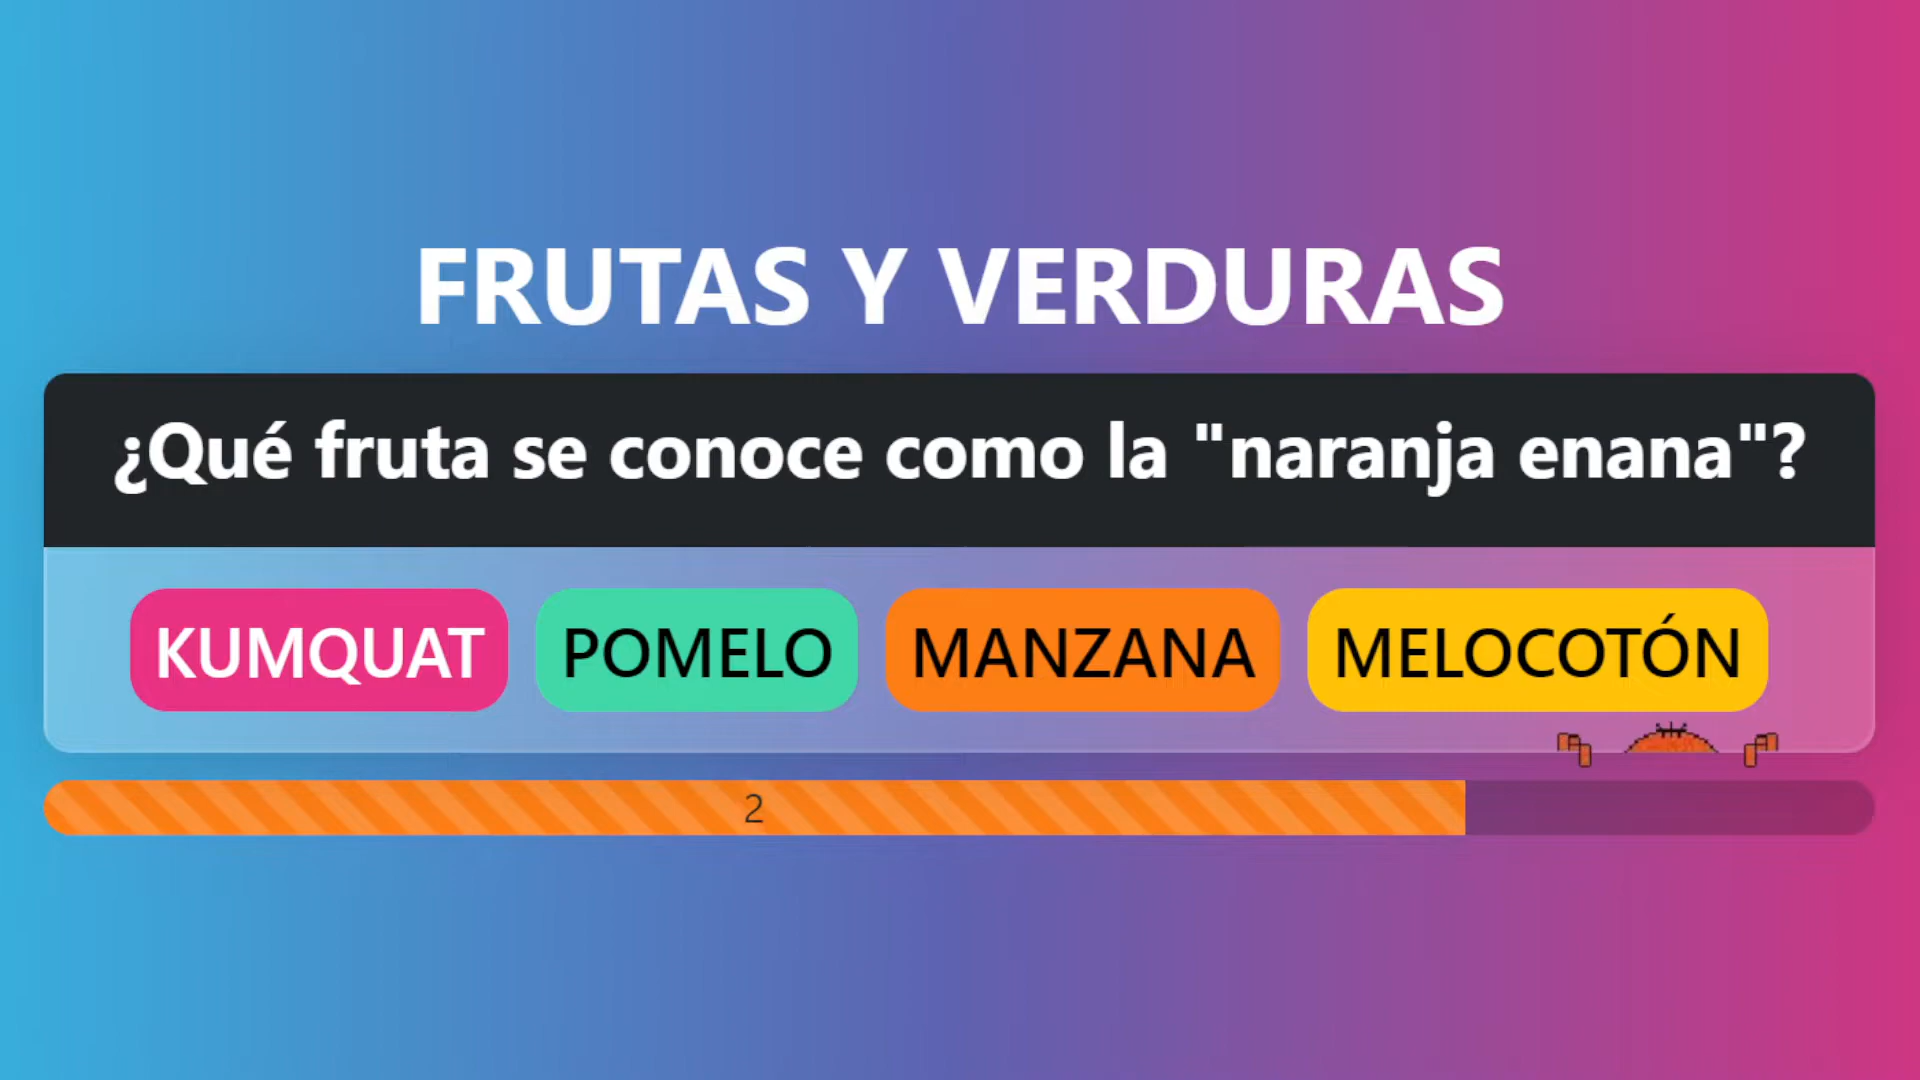 FRUTAS Y VERDURAS
¿Qué fruta se conoce como la "naranja enana"?
KUMQUAT POMELO MANZANA MELOCOTÓN
2